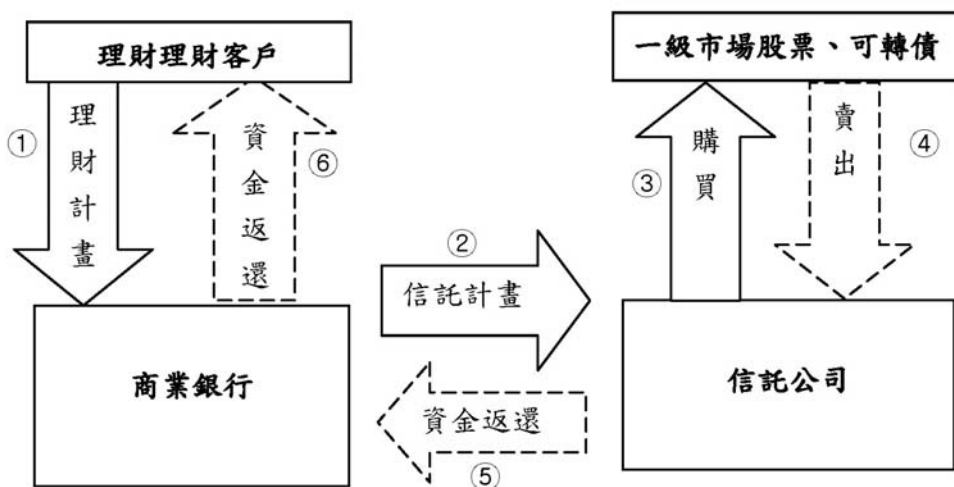 理財理財客戶
一級市場股票、可轉債
①
理財計畫
資金返還
⑥
③
購買
賣出
④
②
信託計畫
商業銀行
信託公司
資金返還
⑤